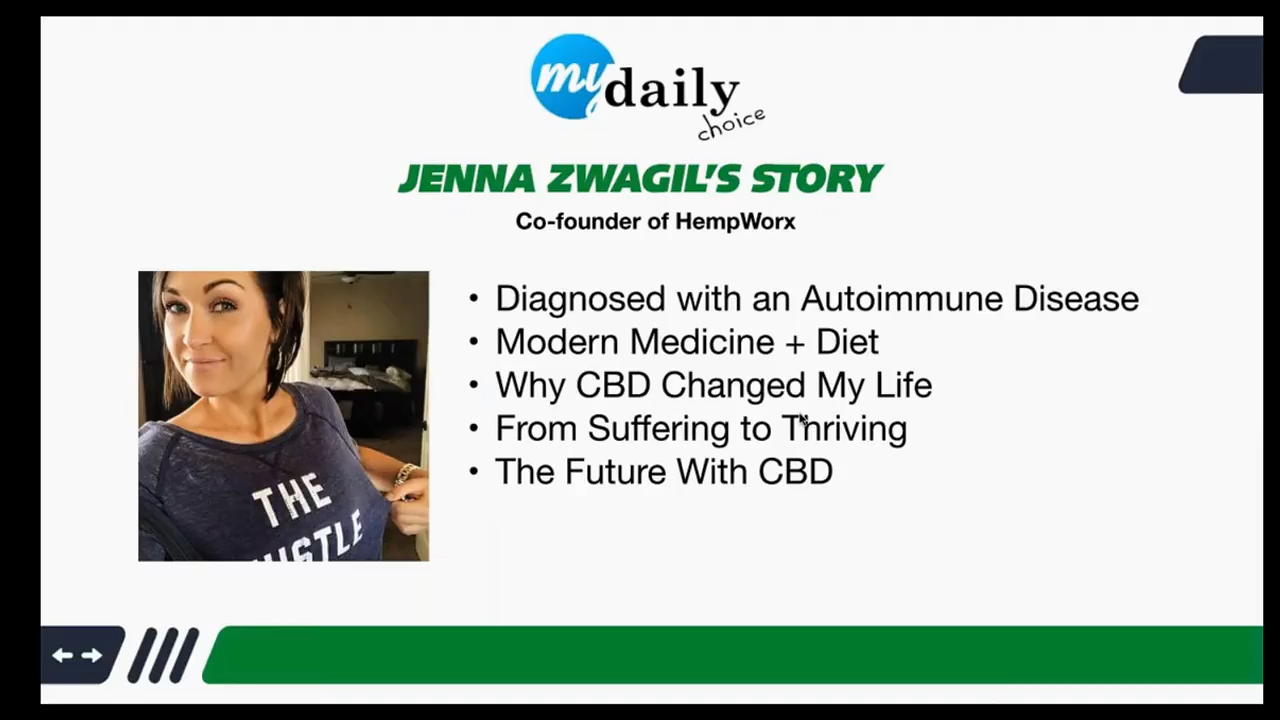 my daily
choice
JENNA ZWAGIL'S STORY
Co-founder of HempWorx
• Diagnosed with an Autoimmune Disease
• Modern Medicine + Diet
• Why CBD Changed My Life
• From Suffering to Thriving
• The Future With CBD
THE